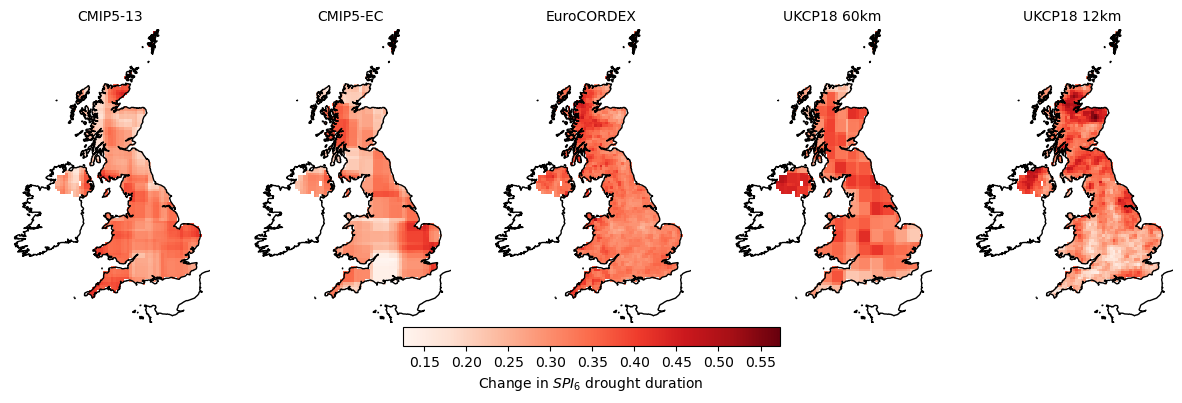 CMIP5-13 CMIP5-EC EuroCORDEX UKCP18 60km UKCP18 12km
0.15 0.20 0.25 0.30 0.35 0.40 0.45 0.50 0.55
Change in SPI₆ drought duration